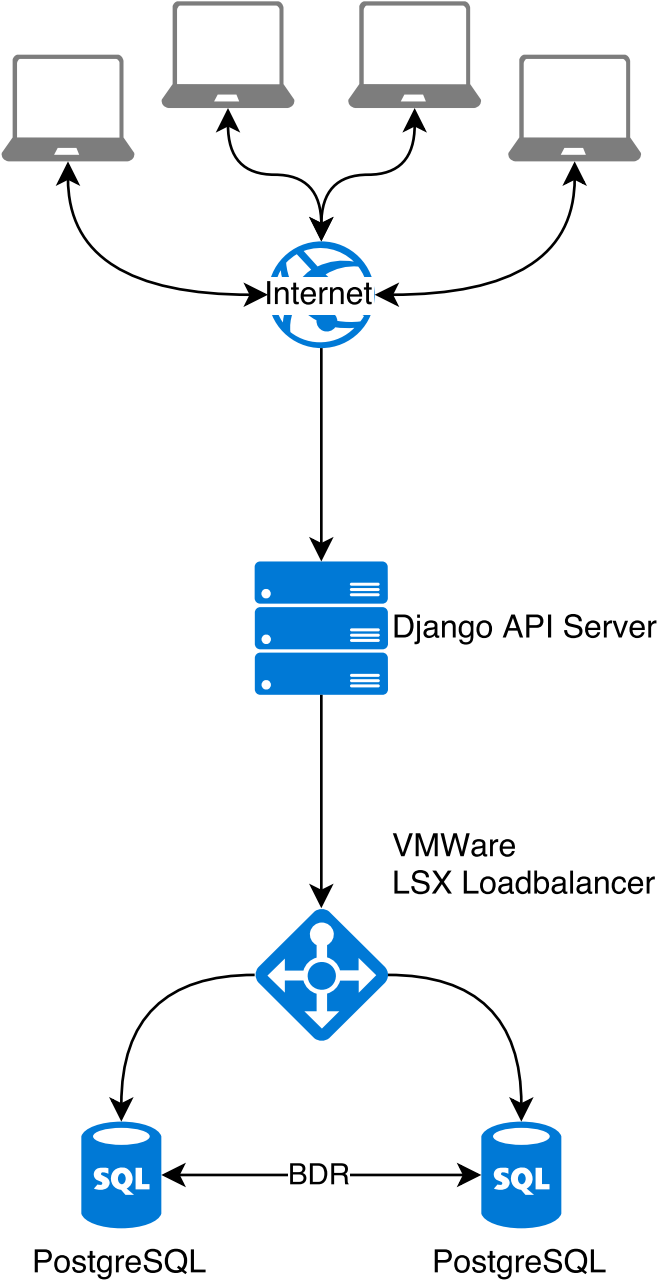 Internet
Django API Server
VMWare
LSX Loadbalancer
SQL
BDR
SQL
PostgreSQL
PostgreSQL